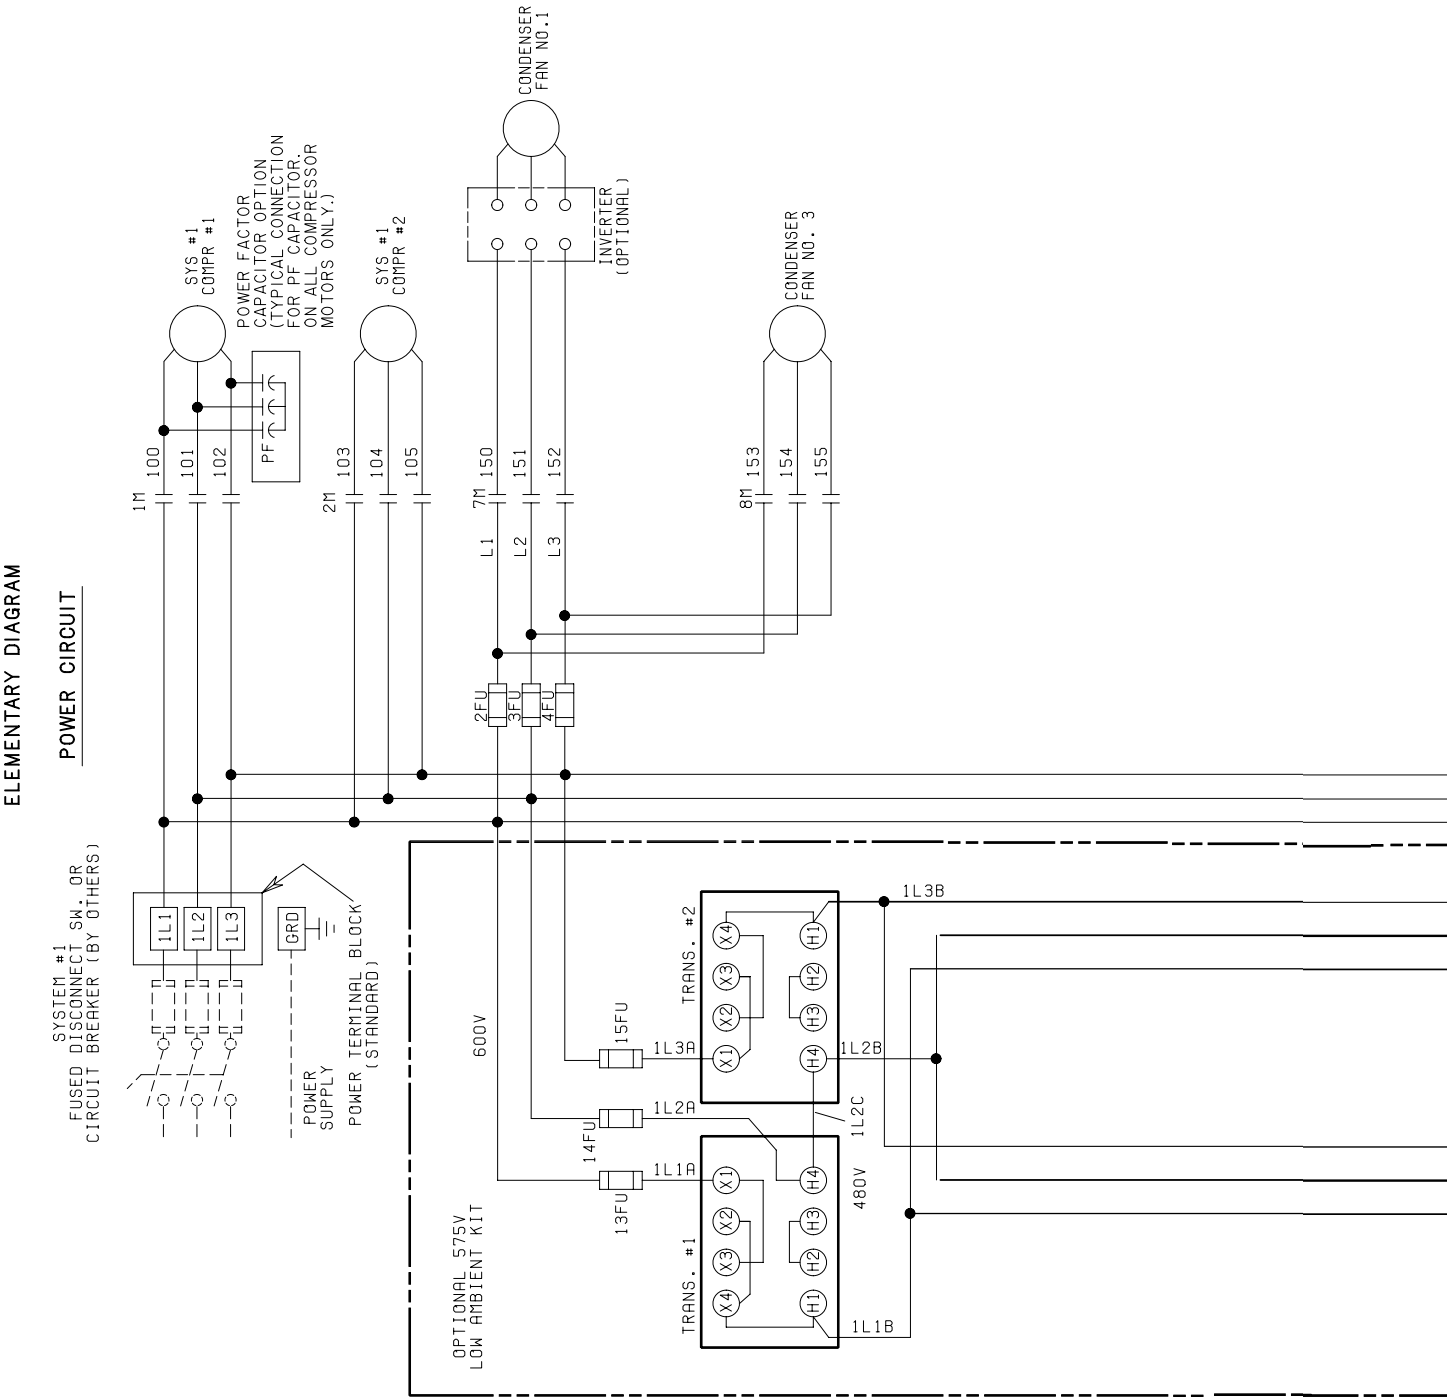 ELEMENTARY DIAGRAM
POWER CIRCUIT
SYSTEM #1
FUSED DISCONNECT SW. OR
CIRCUIT BREAKER (BY OTHERS)
1L1
1L2
1L3
GRD
POWER
SUPPLY
POWER TERMINAL BLOCK
(STANDARD)
1M
100
101
102
PF
SYS #1
COMPR #1
POWER FACTOR
CAPACITOR OPTION
(TYPICAL CONNECTION
FOR PF CAPACITOR.
ON ALL COMPRESSOR
MOTORS ONLY.)
2M
103
104
105
SYS #1
COMPR #2
2FU
3FU
4FU
L1
L2
L3
7M
150
151
152
INVERTER
(OPTIONAL)
CONDENSER
FAN NO.1
8M
153
154
155
CONDENSER
FAN NO. 3
OPTIONAL 575V
LOW AMBIENT KIT
600V
13FU
14FU
15FU
1L1A
1L2A
1L3A
TRANS. #1
X4
X3
X2
X1
H1
H2
H3
H4
TRANS. #2
X1
X2
X3
X4
H4
H3
H2
H1
480V
1L2C
1L1B
1L2B
1L3B